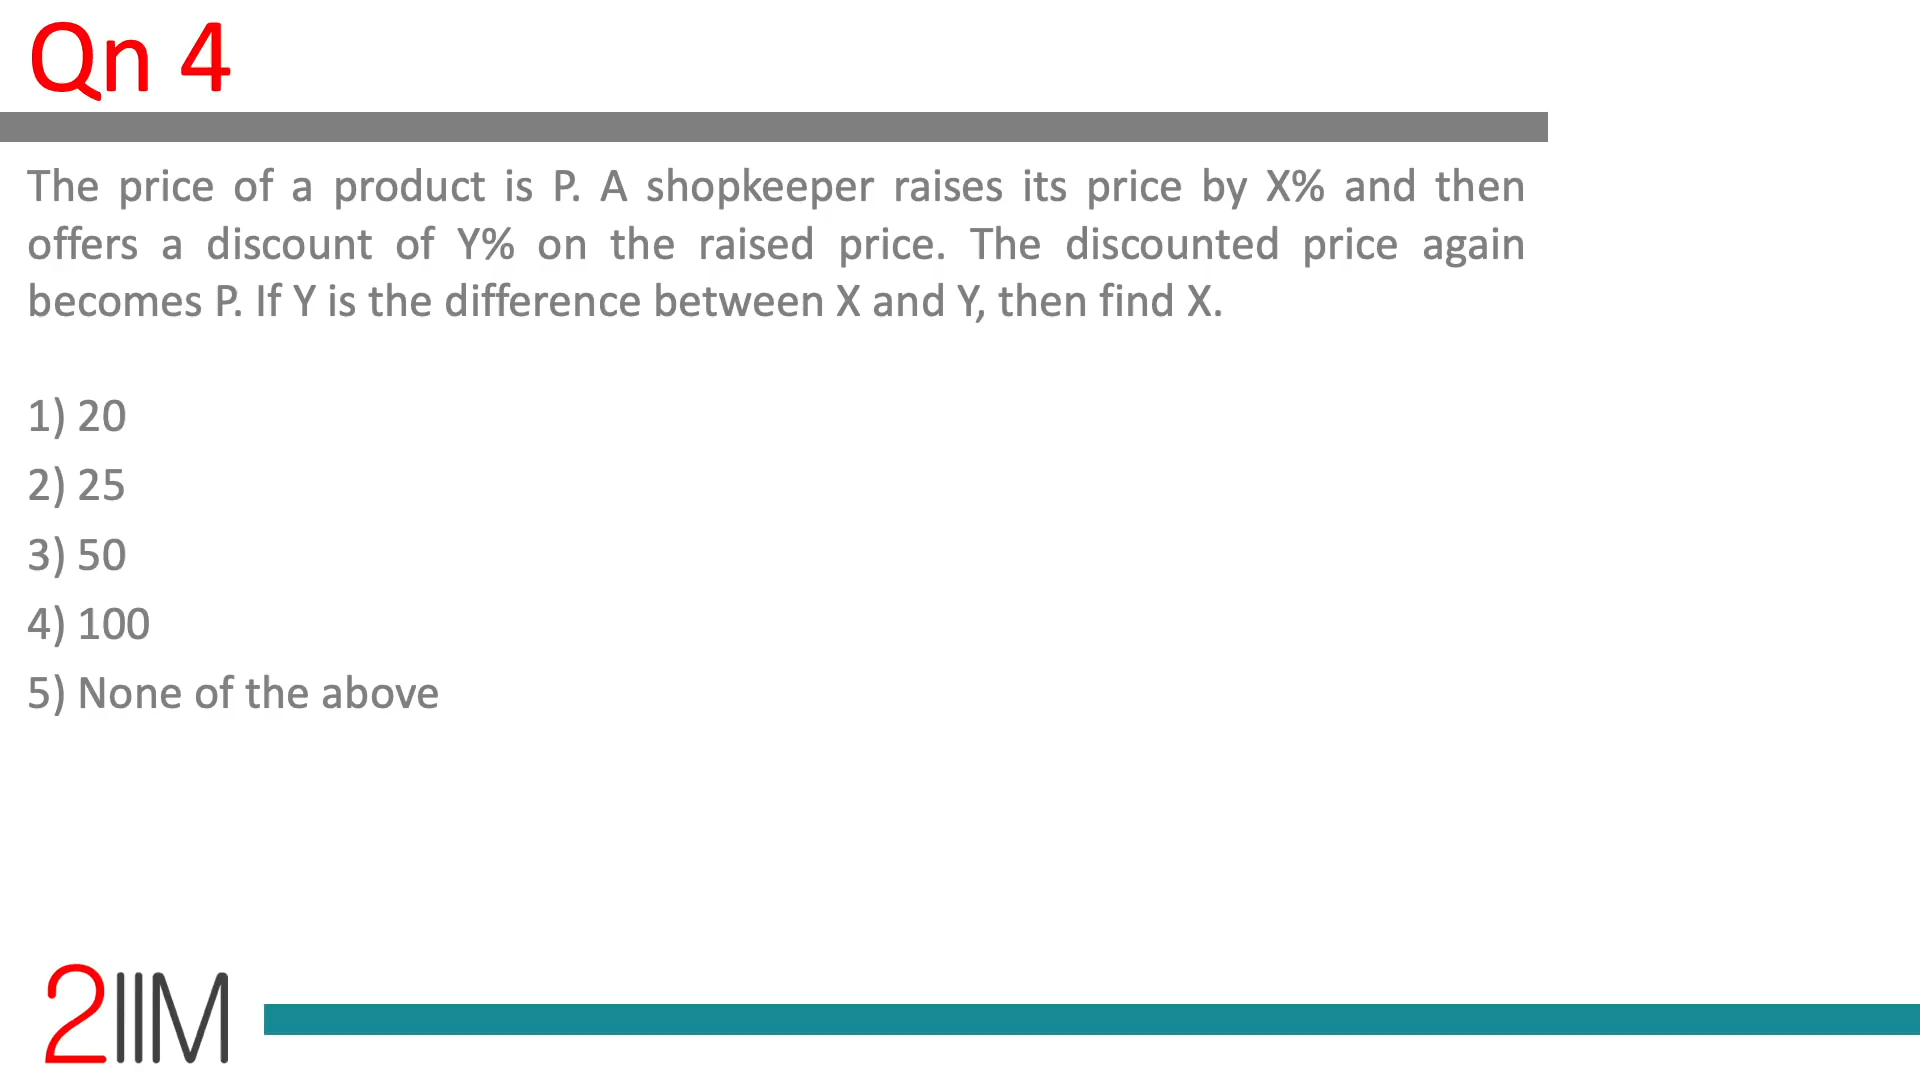 Qn 4
The price of a product is P. A shopkeeper raises its price by X% and then
offers a discount of Y% on the raised price. The discounted price again
becomes P. If Y is the difference between X and Y, then find X.
1) 20
2) 25
3) 50
4) 100
5) None of the above
2IIM